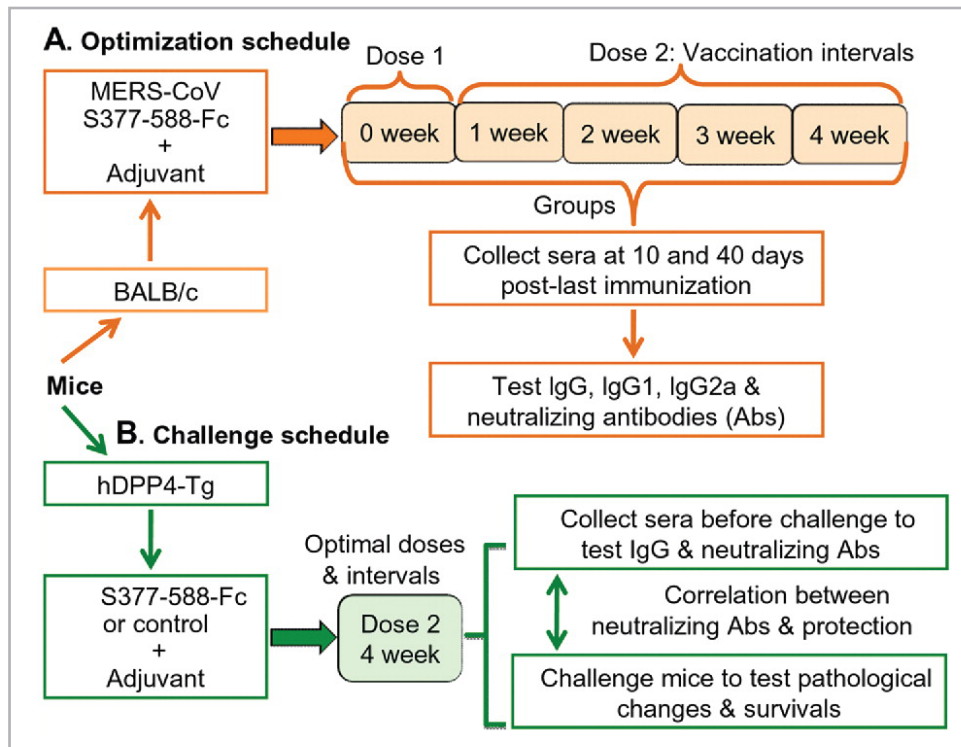 A. Optimization schedule
Dose 1
Dose 2: Vaccination intervals
MERS-CoV
S377-588-Fc
+
Adjuvant
0 week
1 week
2 week
3 week
4 week
Groups
Collect sera at 10 and 40 days
post-last immunization
BALB/c
Mice
Test IgG, IgG1, IgG2a &
neutralizing antibodies (Abs)
B. Challenge schedule
hDPP4-Tg
S377-588-Fc
or control
+
Adjuvant
Optimal doses
& intervals
Dose 2
4 week
Collect sera before challenge to
test IgG & neutralizing Abs
Correlation between
neutralizing Abs & protection
Challenge mice to test pathological
changes & survivals